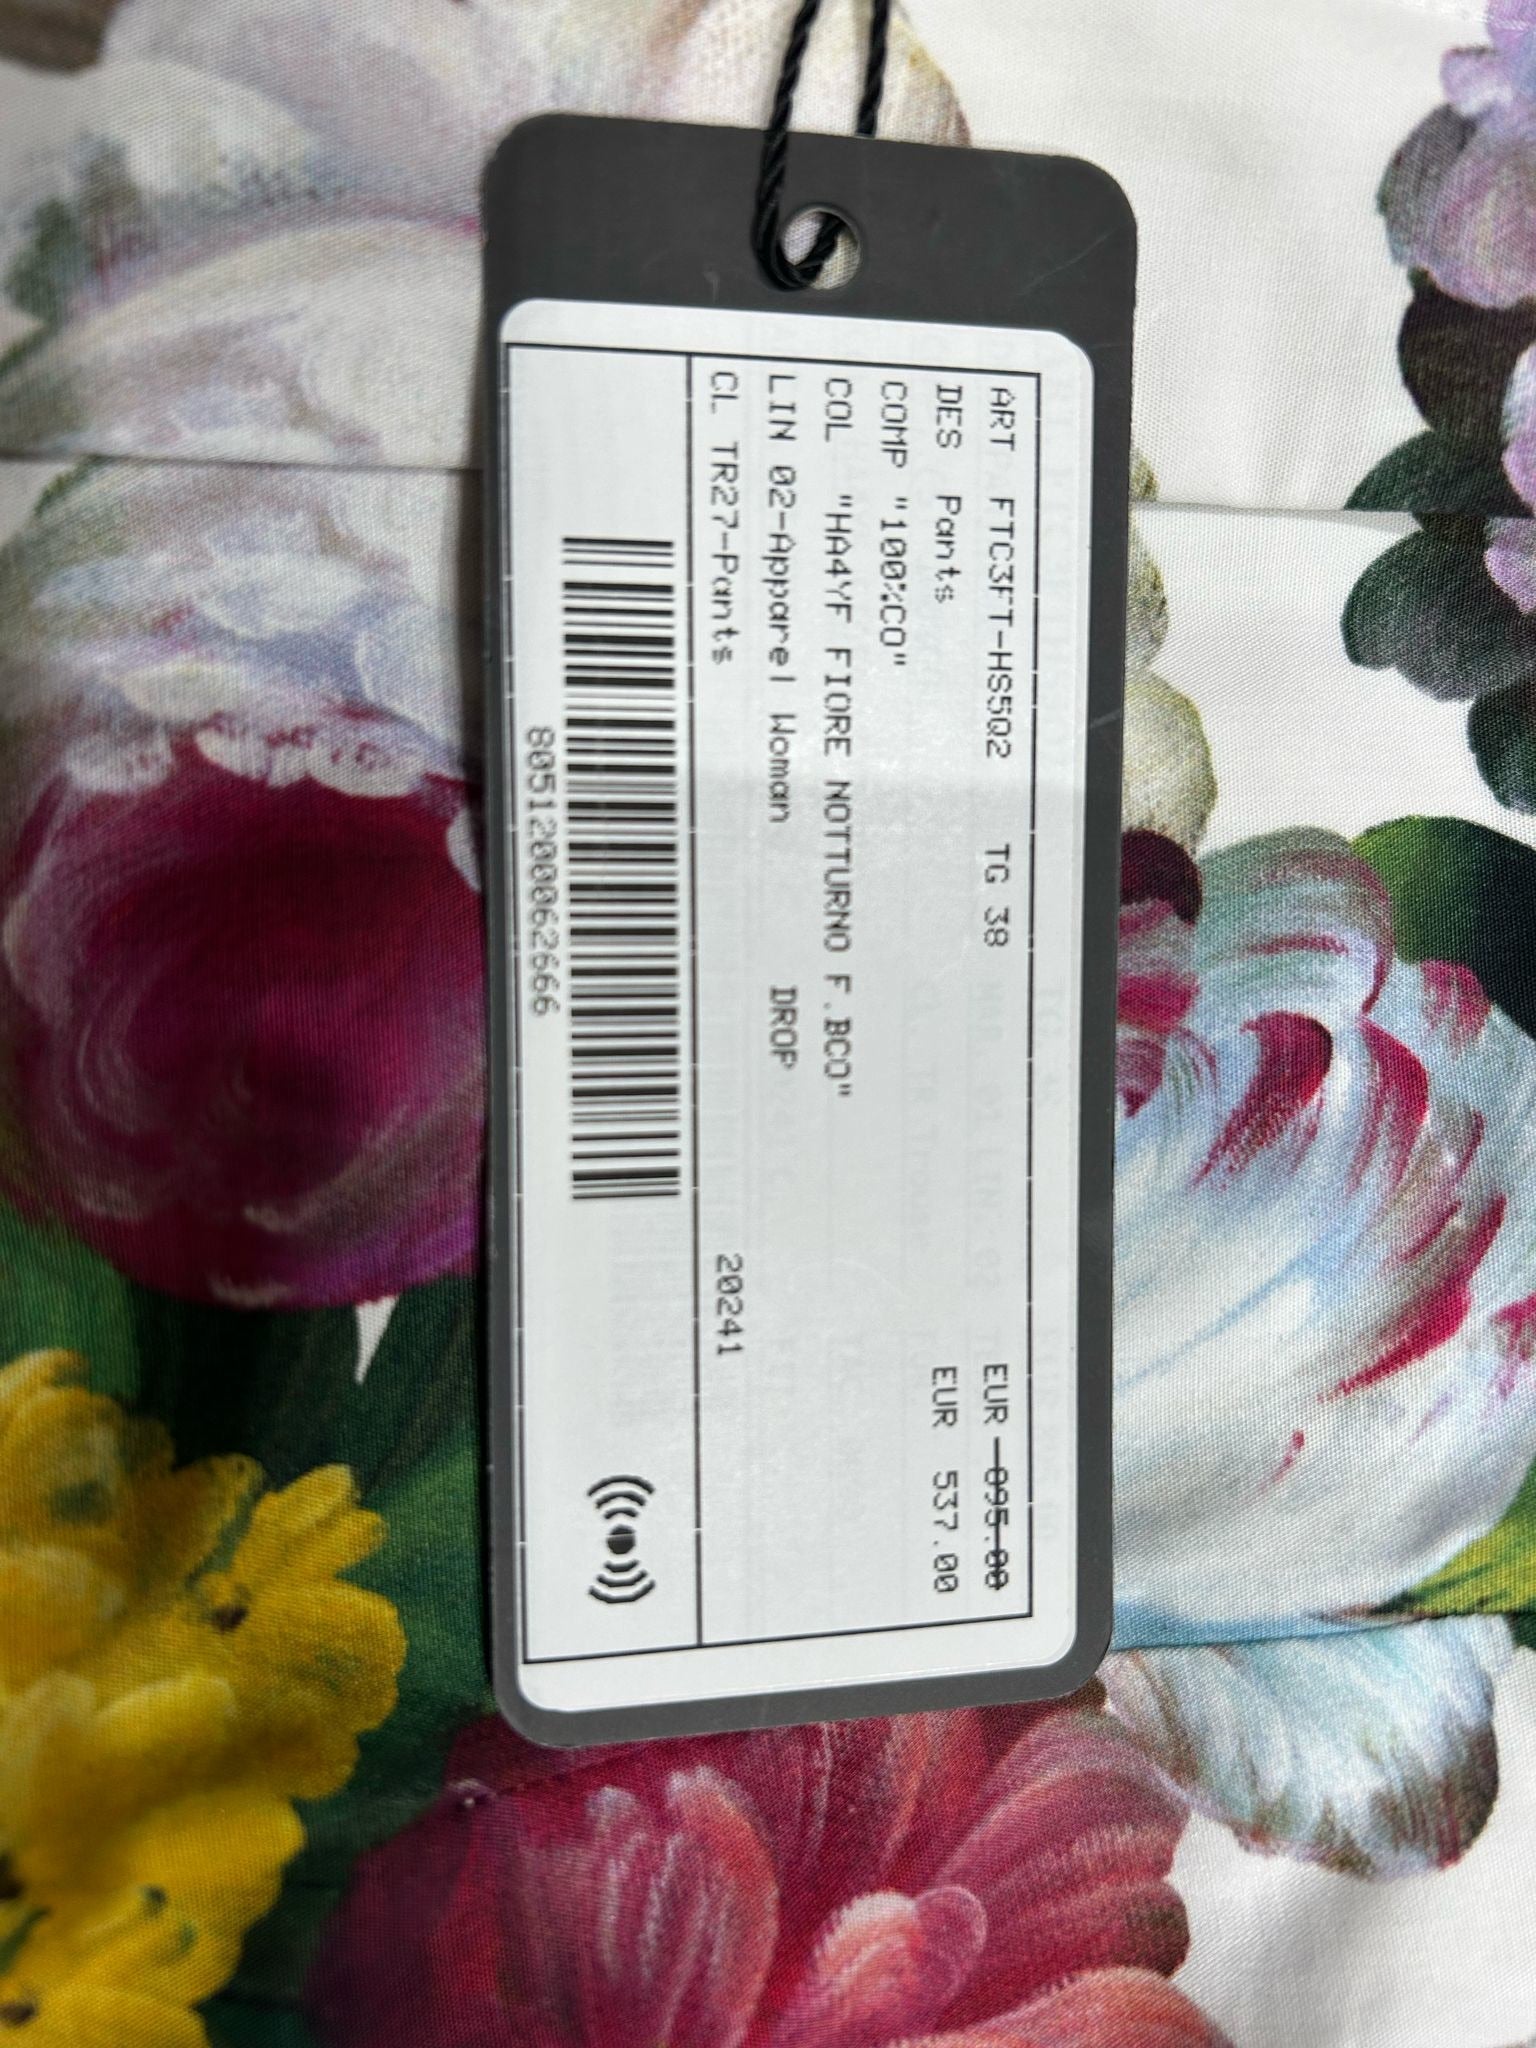 ART FTC3FT-HS5Q2 TG 38 EUR 895.00
DES Pants EUR 537.00
COMP "100%CO"
COL "HA4YF FIORE NOTTURNO F.BCO"
LIN 02-Apparel Woman DROP
CL TR27-Pants 20241
8051200062666